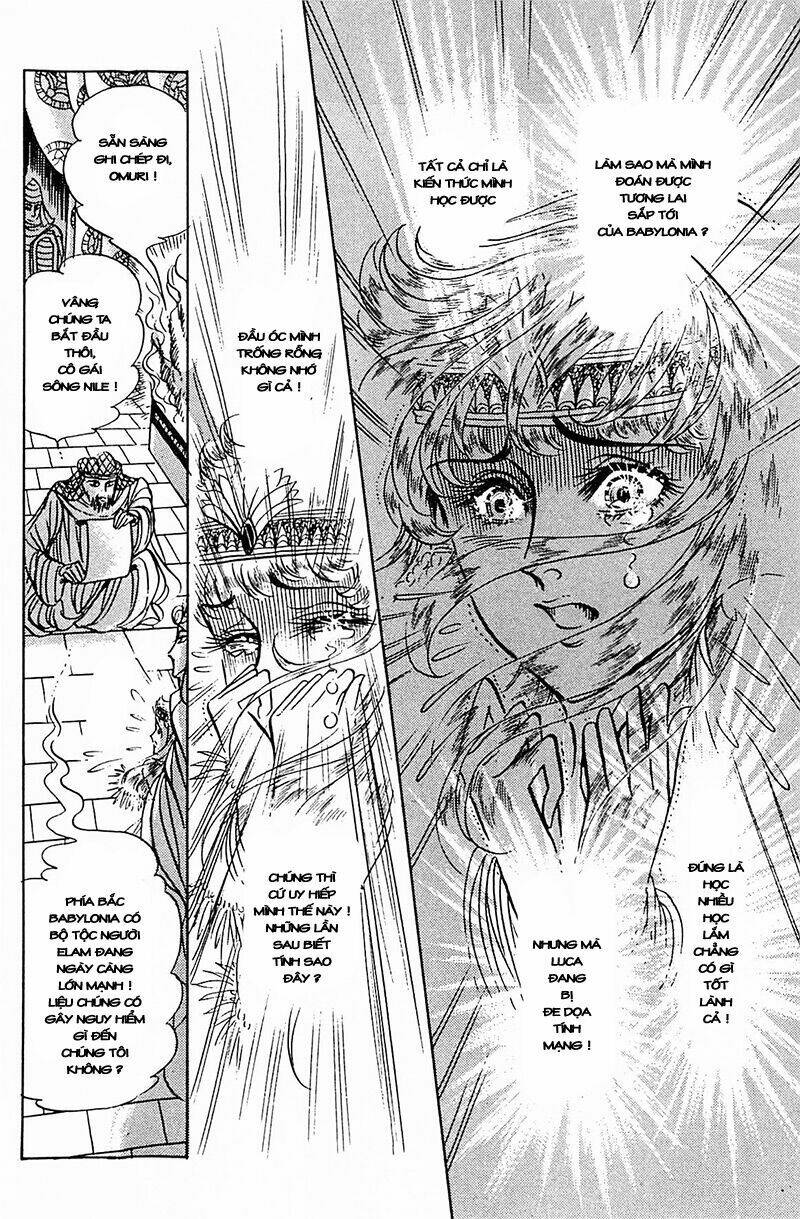 LÀM SAO MÀ MÌNH
ĐOÁN ĐƯỢC
TƯƠNG LAI
SẮP TỚI
CỦA BABYLONIA ?
TẤT CẢ CHỈ LÀ
KIẾN THỨC MÌNH
HỌC ĐƯỢC
ĐÚNG LÀ
HỌC
NHIỀU
HỌC
LẮM
CHẲNG
CÓ GÌ
TỐT
LÀNH
CẢ !
NHƯNG MÀ
LUCA
ĐANG
BỊ
ĐE DỌA
TÍNH
MẠNG !
ĐẦU ÓC MÌNH
TRỐNG RỖNG
KHÔNG NHỚ
GÌ CẢ !
CHÚNG THÌ
CỨ UY HIẾP
MÌNH THẾ NÀY !
NHỮNG LẦN
SAU BIẾT
TÍNH SAO
ĐÂY ?
SẴN SÀNG
GHI CHÉP ĐI,
OMURI !
VÂNG,
CHÚNG TA
BẮT ĐẦU
THÔI,
CÔ GÁI
SÔNG NILE !
PHÍA BẮC
BABYLONIA CÓ
BỘ TỘC NGƯỜI
ELAM ĐANG
NGÀY CÀNG
LỚN MẠNH !
LIỆU CHÚNG CÓ
GÂY NGUY HIỂM
GÌ ĐẾN
CHÚNG TÔI
KHÔNG ?